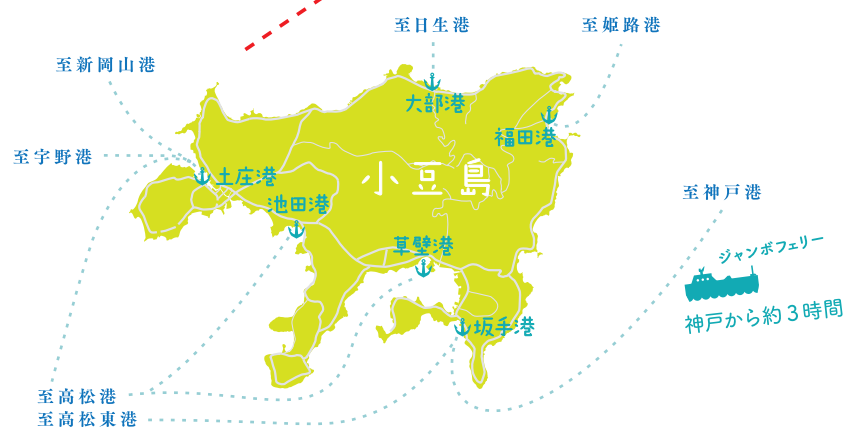 至日生港
至姫路港
至新岡山港
大部港
福田港
至宇野港
土庄港
小豆島
池田港
至神戸港
草壁港
ジャンボフェリー
神戸から約3時間
坂手港
至高松港
至高松東港